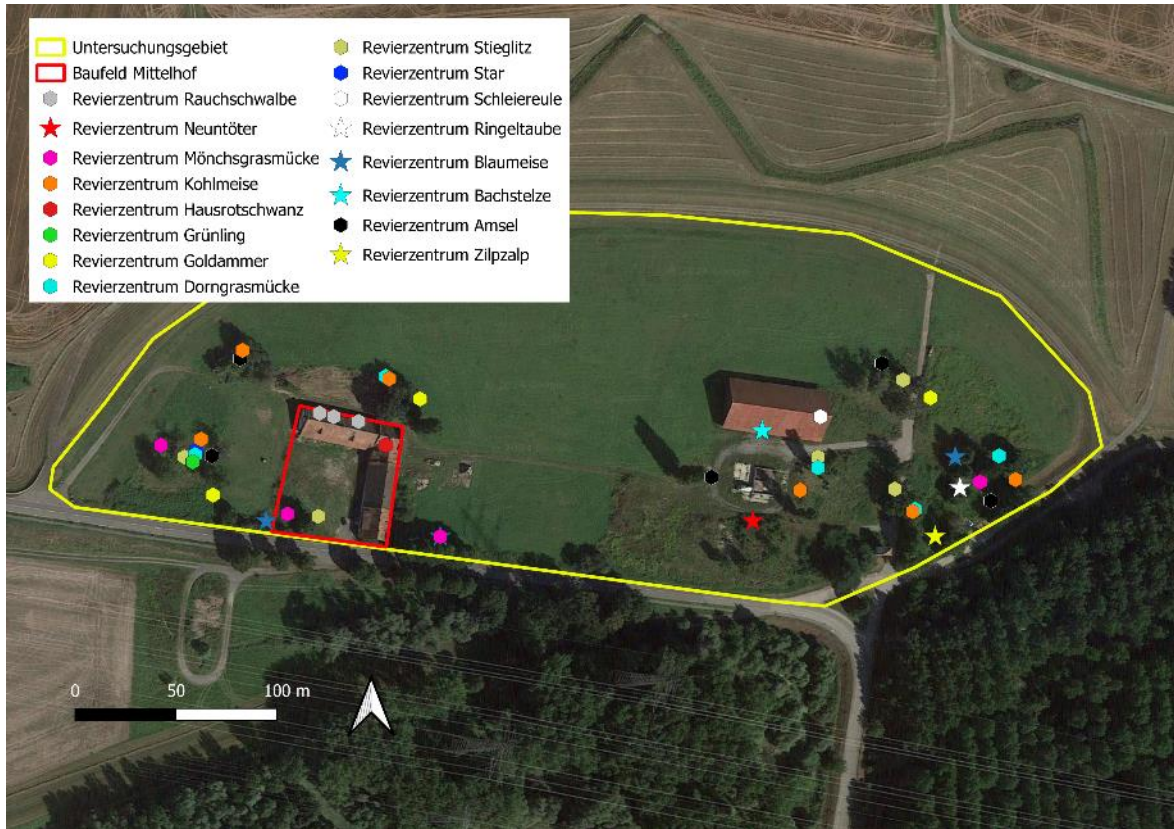 Untersuchungsgebiet
Baufeld Mittelhof
Revierzentrum Rauchschwalbe
Revierzentrum Neuntöter
Revierzentrum Mönchsgrasmücke
Revierzentrum Kohlmeise
Revierzentrum Hausrotschwanz
Revierzentrum Grünling
Revierzentrum Goldammer
Revierzentrum Dorngrasmücke
Revierzentrum Stieglitz
Revierzentrum Star
Revierzentrum Schleiereule
Revierzentrum Ringeltaube
Revierzentrum Blaumeise
Revierzentrum Bachstelze
Revierzentrum Amsel
Revierzentrum Zilpzalp
0 50 100 m